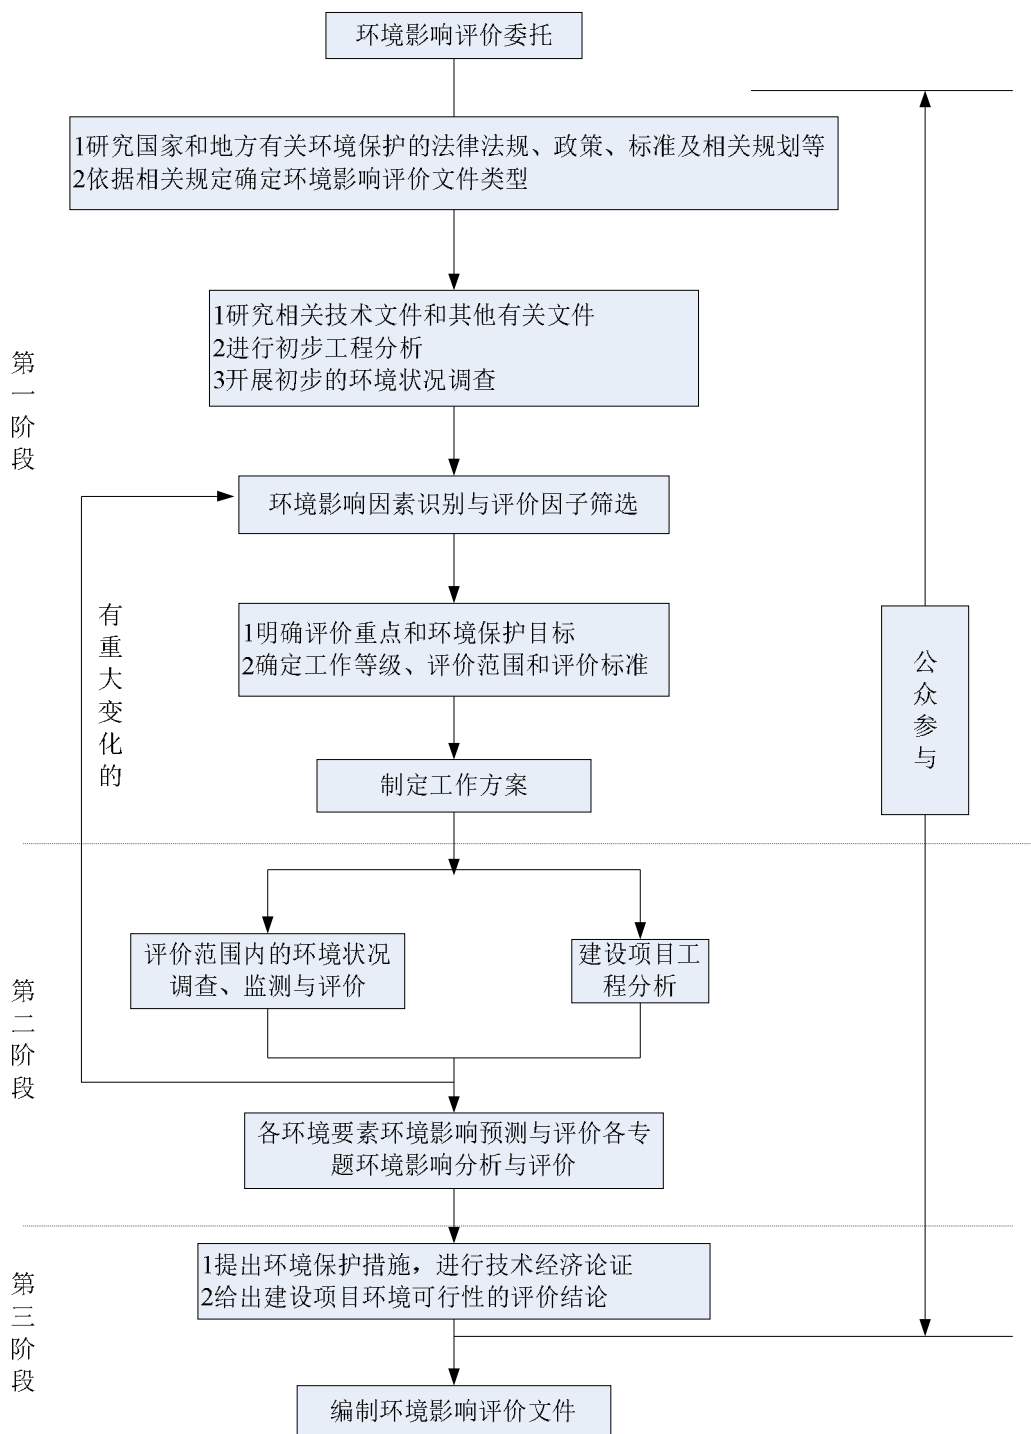 环境影响评价委托
1研究国家和地方有关环境保护的法律法规、政策、标准及相关规划等
2依据相关规定确定环境影响评价文件类型
1研究相关技术文件和其他有关文件
2进行初步工程分析
3开展初步的环境状况调查
第一阶段
环境影响因素识别与评价因子筛选
有重大变化的
1明确评价重点和环境保护目标
2确定工作等级、评价范围和评价标准
公众参与
制定工作方案
评价范围内的环境状况
调查、监测与评价
建设项目工
程分析
第二阶段
各环境要素环境影响预测与评价各专
题环境影响分析与评价
1提出环境保护措施，进行技术经济论证
2给出建设项目环境可行性的评价结论
第三阶段
编制环境影响评价文件